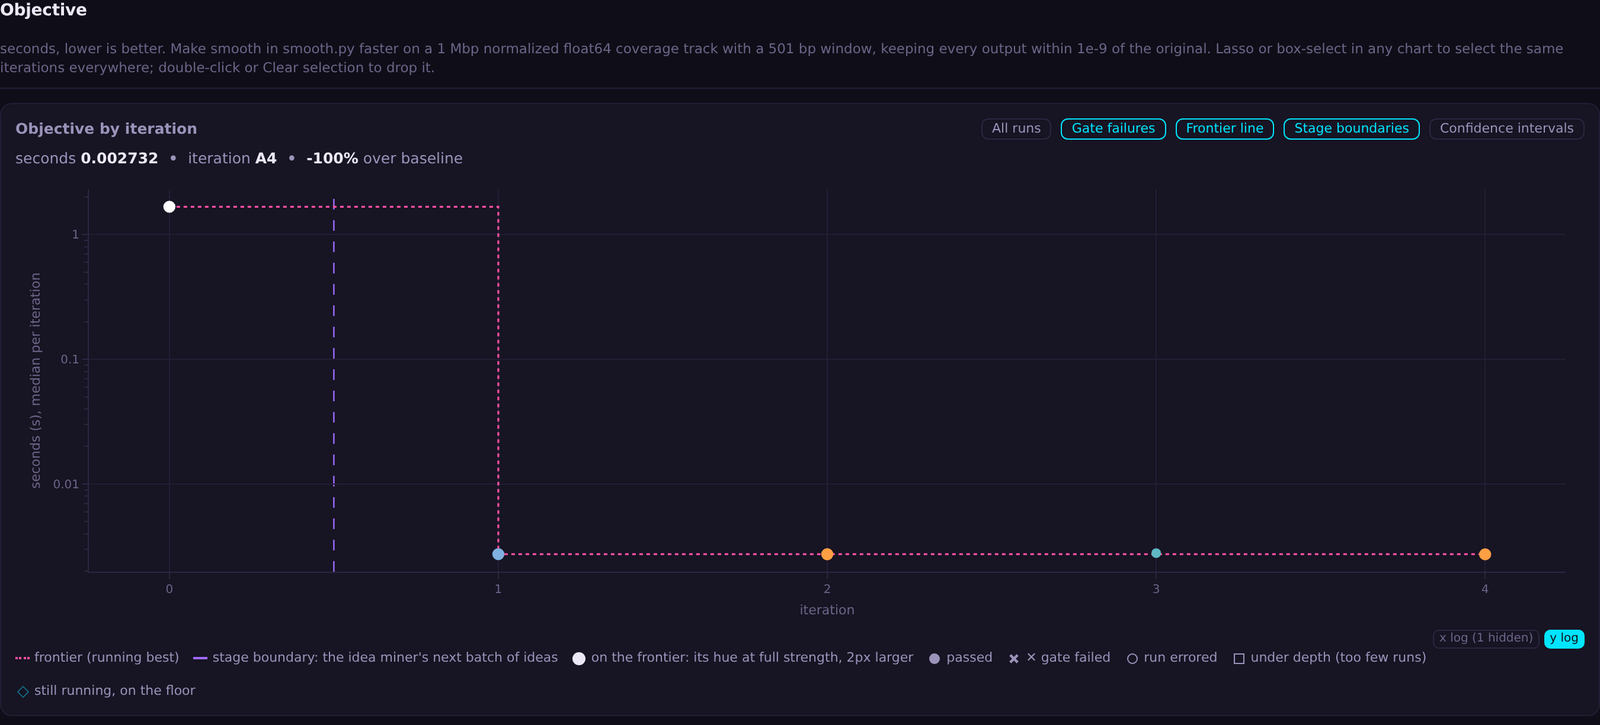 Objective
seconds, lower is better. Make smooth in smooth.py faster on a 1 Mbp normalized float64 coverage track with a 501 bp window, keeping every output within 1e-9 of the original. Lasso or box-select in any chart to select the same
iterations everywhere; double-click or Clear selection to drop it.
Objective by iteration
All runs
Gate failures
Frontier line
Stage boundaries
Confidence intervals
seconds 0.002732 • iteration A4 • -100% over baseline
seconds (s), median per iteration
1
0.1
0.01
0
1
2
3
4
iteration
x log (1 hidden)
y log
frontier (running best)
stage boundary: the idea miner's next batch of ideas
on the frontier: its hue at full strength, 2px larger
passed
× gate failed
run errored
under depth (too few runs)
still running, on the floor